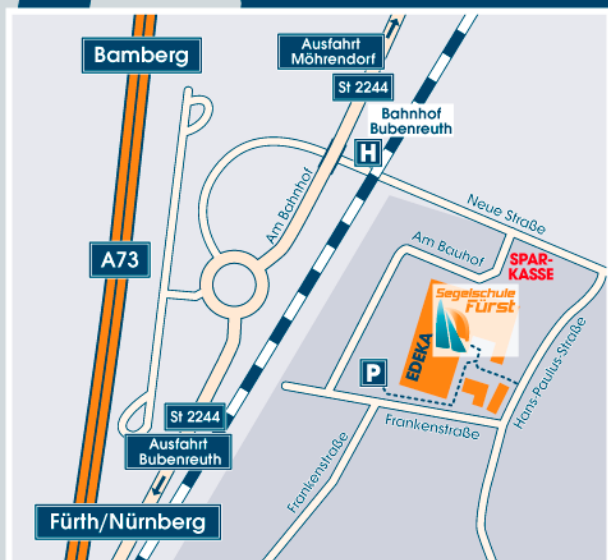 Bamberg
Ausfahrt
Möhrendorf
St 2244
Bahnhof
Bubenreuth
H
Am Bahnhof
Neue Straße
Am Bauhof
SPAR-
KASSE
A73
Segelschule
Fürst
EDEKA
P
Hans-Paulus-Straße
St 2244
Ausfahrt
Bubenreuth
Frankenstraße
Frankenstraße
Fürth/Nürnberg